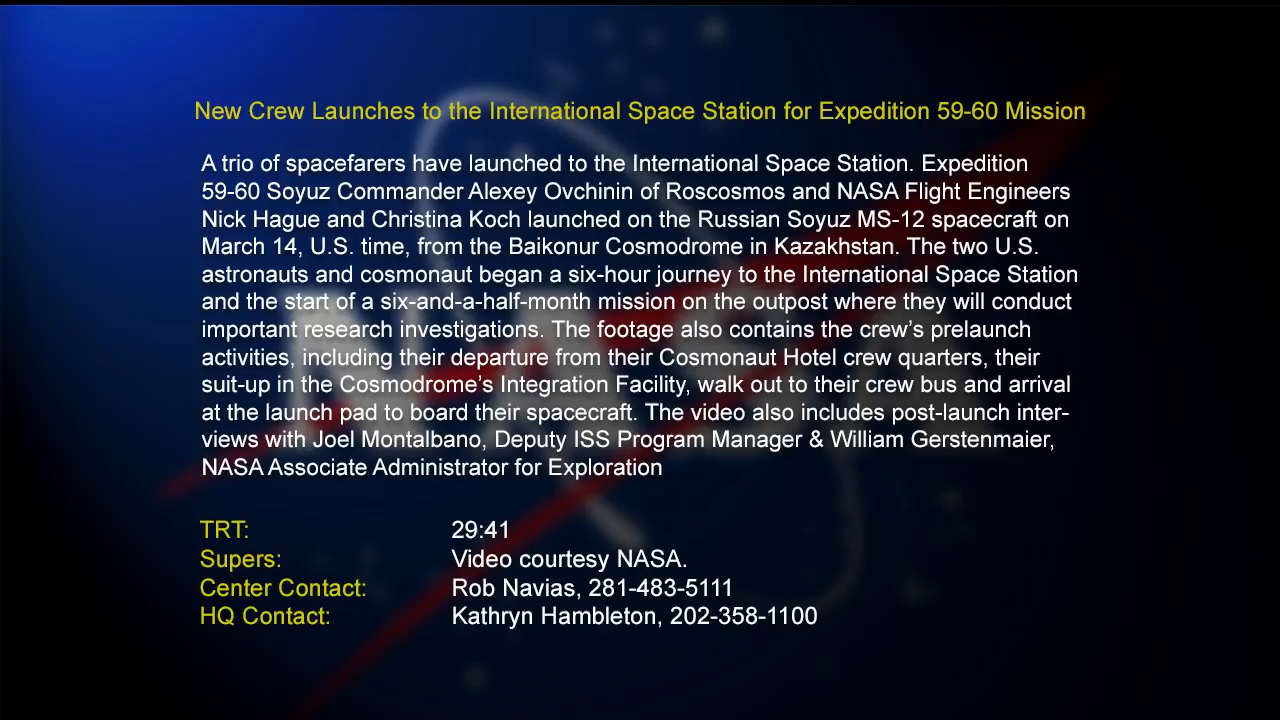 New Crew Launches to the International Space Station for Expedition 59-60 Mission
A trio of spacefarers have launched to the International Space Station. Expedition
59-60 Soyuz Commander Alexey Ovchinin of Roscosmos and NASA Flight Engineers
Nick Hague and Christina Koch launched on the Russian Soyuz MS-12 spacecraft on
March 14, U.S. time, from the Baikonur Cosmodrome in Kazakhstan. The two U.S.
astronauts and cosmonaut began a six-hour journey to the International Space Station
and the start of a six-and-a-half-month mission on the outpost where they will conduct
important research investigations. The footage also contains the crew’s prelaunch
activities, including their departure from their Cosmonaut Hotel crew quarters, their
suit-up in the Cosmodrome’s Integration Facility, walk out to their crew bus and arrival
at the launch pad to board their spacecraft. The video also includes post-launch inter-
views with Joel Montalbano, Deputy ISS Program Manager & William Gerstenmaier,
NASA Associate Administrator for Exploration
TRT: 29:41
Supers: Video courtesy NASA.
Center Contact: Rob Navias, 281-483-5111
HQ Contact: Kathryn Hambleton, 202-358-1100